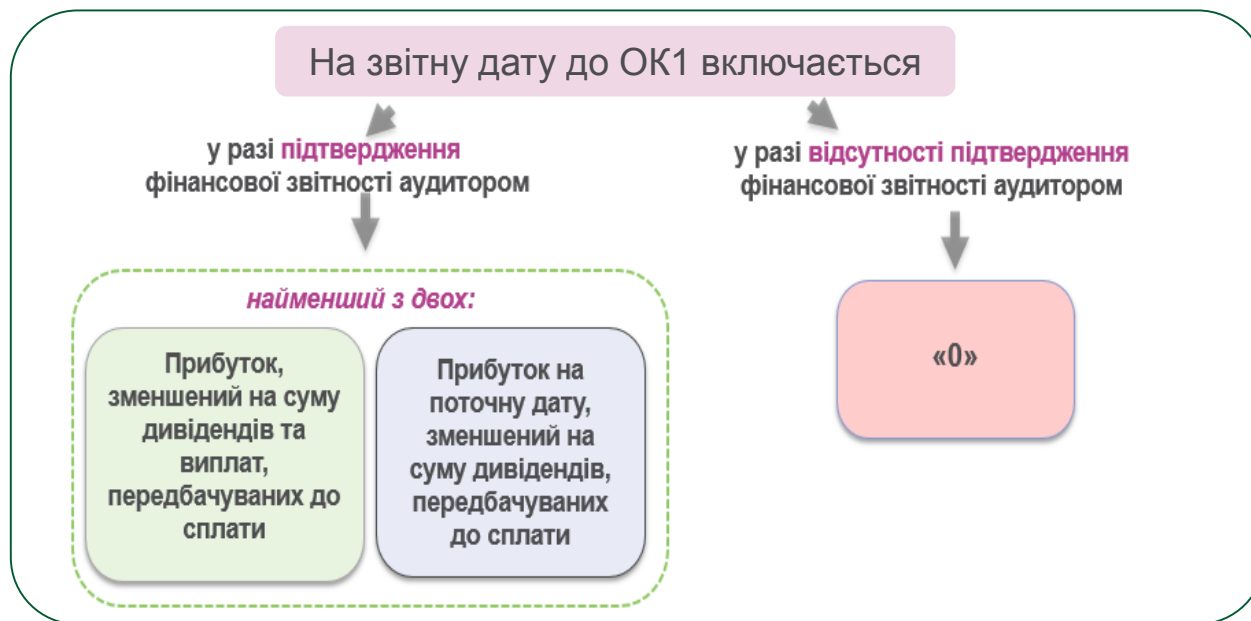 На звітну дату до ОК1 включається
у разі підтвердження
фінансової звітності аудитором
у разі відсутності підтвердження
фінансової звітності аудитором
найменший з двох:
Прибуток,
зменшений на суму
дивідендів та
виплат,
передбачуваних до
сплати
Прибуток на
поточну дату,
зменшений на
суму дивідендів,
передбачуваних
до сплати
«0»